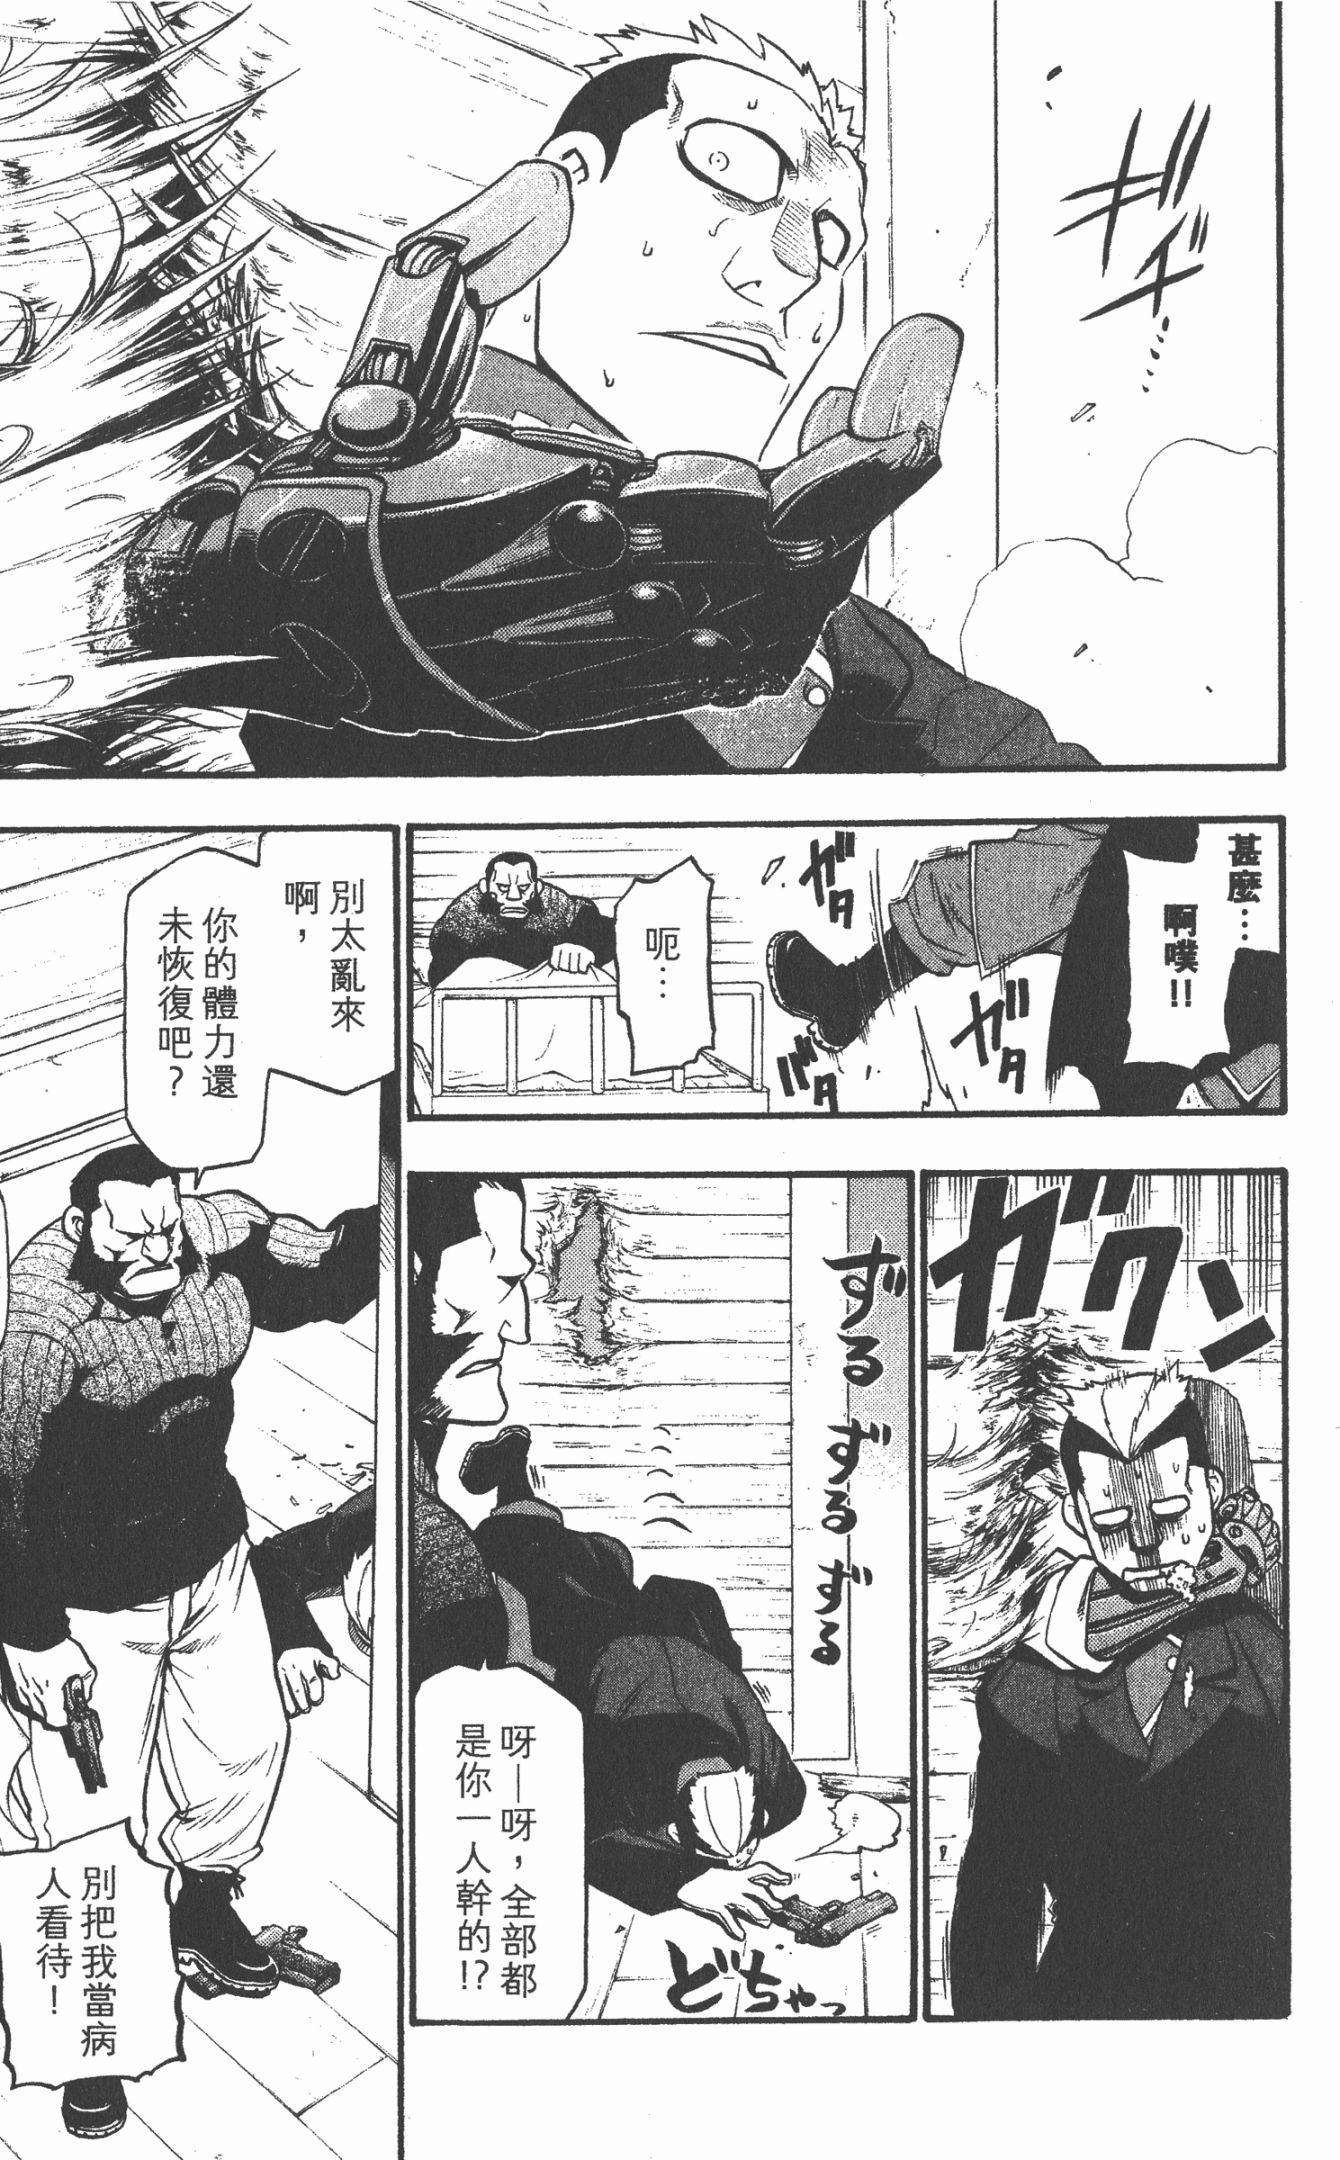 ギギ…
甚麼…
啊噗!!
ガタ
ガタ
ガタ
呃…
ガクン
ずる
ずるずる
どちゃっ
呀—呀，全部都
是你一人幹的!?
別太亂來
啊，
你的體力還
未恢復吧？
別把我當病
人看待！